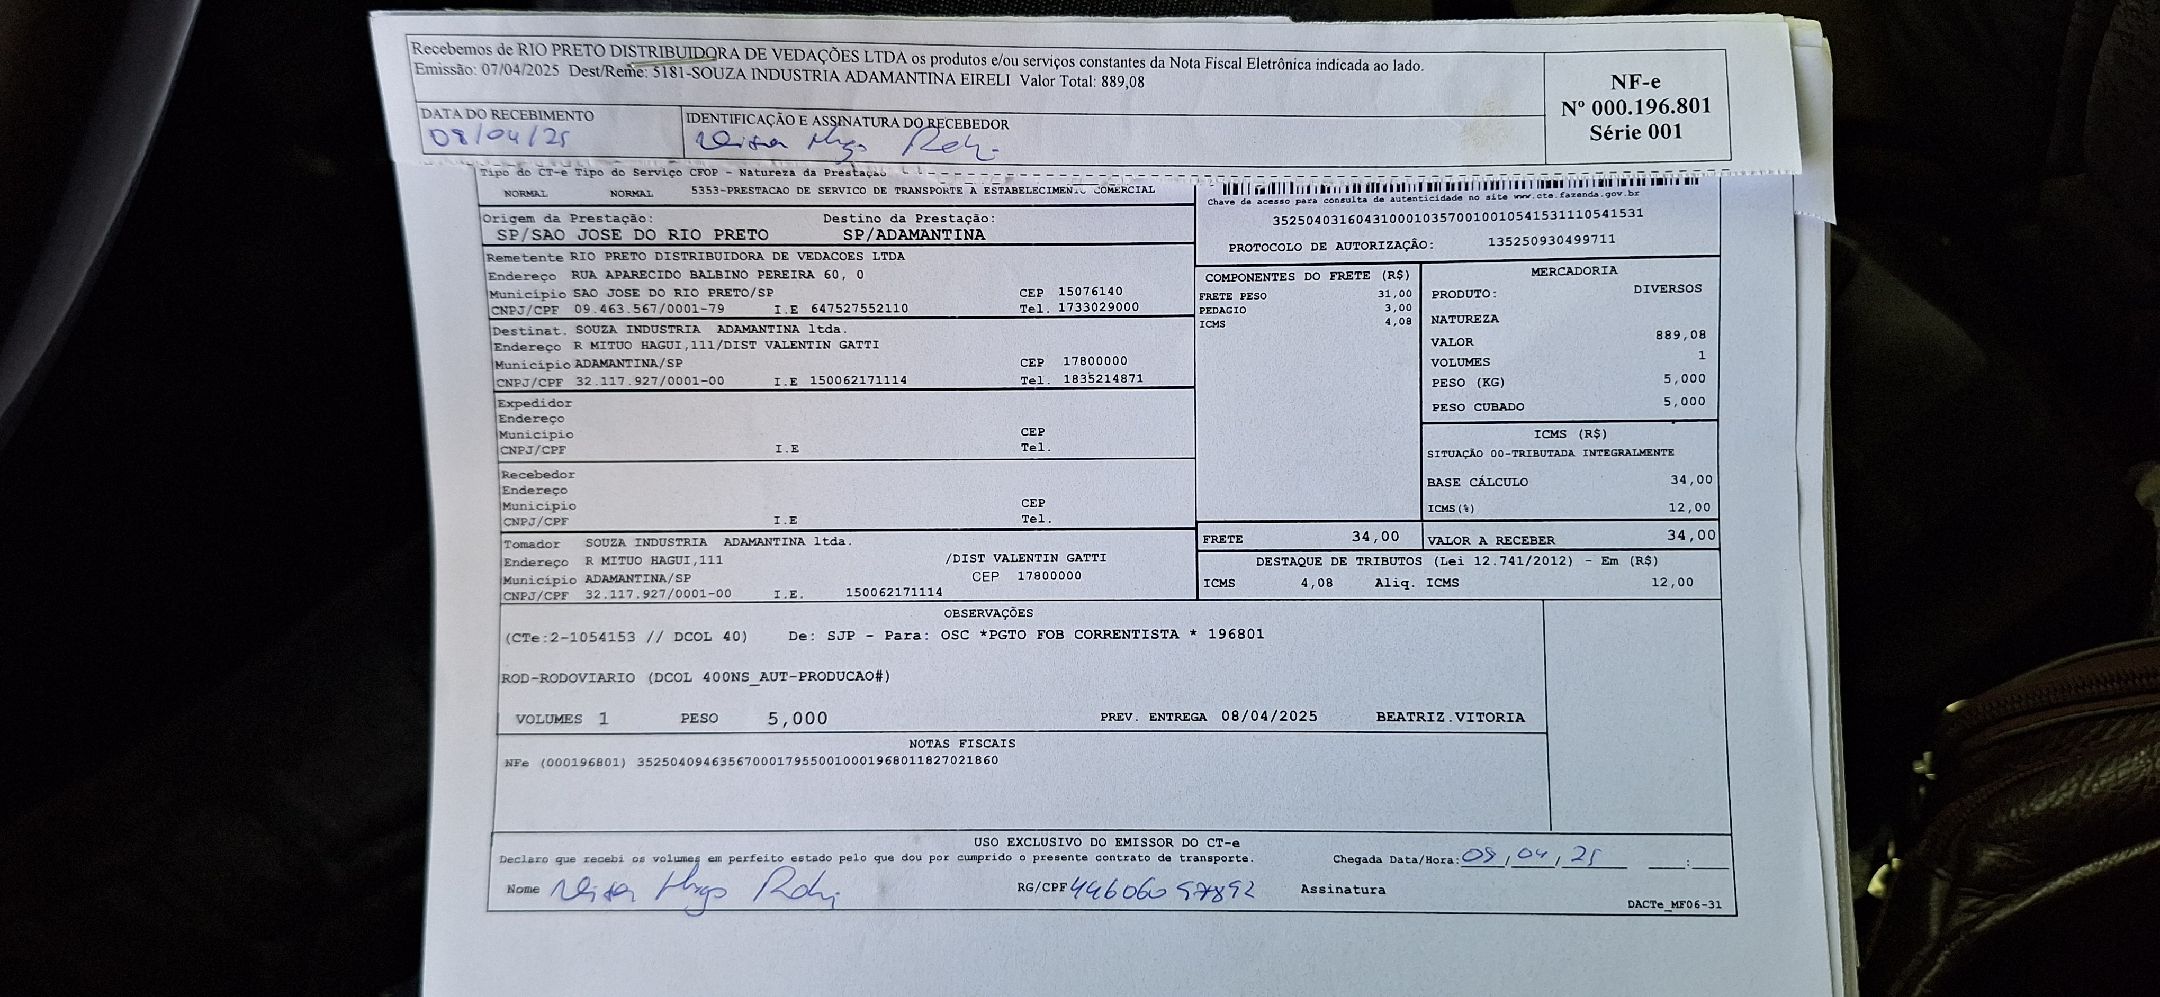 Recebemos de RIO PRETO DISTRIBUIDORA DE VEDAÇÕES LTDA os produtos e/ou serviços constantes da Nota Fiscal Eletrônica indicada ao lado.
Emissão: 07/04/2025 Dest/Reme: 5181-SOUZA INDUSTRIA ADAMANTINA EIRELI Valor Total: 889,08
NF-e
Nº 000.196.801
Série 001
DATA DO RECEBIMENTO
08/04/25
IDENTIFICAÇÃO E ASSINATURA DO RECEBEDOR
Hugo
Tipo do CT-e Tipo do Serviço CFOP - Natureza da Prestação
NORMAL NORMAL 5353-PRESTACAO DE SERVICO DE TRANSPORTE A ESTABELECIMENTO COMERCIAL
Chave de acesso para consulta de autenticidade no site www.cte.fazenda.gov.br
35250403160431000103570010010541531110541531
PROTOCOLO DE AUTORIZAÇÃO: 135250930499711
Origem da Prestação: Destino da Prestação:
SP/SAO JOSE DO RIO PRETO SP/ADAMANTINA
Remetente RIO PRETO DISTRIBUIDORA DE VEDACOES LTDA
Endereço RUA APARECIDO BALBINO PEREIRA 60, 0
Município SAO JOSE DO RIO PRETO/SP CEP 15076140
CNPJ/CPF 09.463.567/0001-79 I.E 647527552110 Tel. 1733029000
Destinat. SOUZA INDUSTRIA ADAMANTINA ltda.
Endereço R MITUO HAGUI,111/DIST VALENTIN GATTI
Município ADAMANTINA/SP CEP 17800000
CNPJ/CPF 32.117.927/0001-00 I.E 150062171114 Tel. 1835214871
Expedidor
Endereço
Município CEP
CNPJ/CPF I.E Tel.
Recebedor
Endereço
Município CEP
CNPJ/CPF I.E Tel.
Tomador SOUZA INDUSTRIA ADAMANTINA ltda.
Endereço R MITUO HAGUI,111 /DIST VALENTIN GATTI
Município ADAMANTINA/SP CEP 17800000
CNPJ/CPF 32.117.927/0001-00 I.E. 150062171114
COMPONENTES DO FRETE (R$)
FRETE PESO 31,00
PEDAGIO 3,00
ICMS 4,08
MERCADORIA
PRODUTO: DIVERSOS
NATUREZA
VALOR 889,08
VOLUMES 1
PESO (KG) 5,000
PESO CUBADO 5,000
ICMS (R$)
SITUAÇÃO 00-TRIBUTADA INTEGRALMENTE
BASE CÁLCULO 34,00
ICMS(%) 12,00
FRETE 34,00 VALOR A RECEBER 34,00
DESTAQUE DE TRIBUTOS (Lei 12.741/2012) - Em (R$)
ICMS 4,08 Aliq. ICMS 12,00
OBSERVAÇÕES
(CTe:2-1054153 // DCOL 40) De: SJP - Para: OSC *PGTO FOB CORRENTISTA * 196801
ROD-RODOVIARIO (DCOL 400NS_AUT-PRODUCAO#)
VOLUMES 1 PESO 5,000 PREV. ENTREGA 08/04/2025 BEATRIZ.VITORIA
NOTAS FISCAIS
NFe (000196801) 35250409463567000179550010001968011827021860
USO EXCLUSIVO DO EMISSOR DO CT-e
Declaro que recebi os volumes em perfeito estado pelo que dou por cumprido o presente contrato de transporte. Chegada Data/Hora: 08/04/25 __:__
Nome Hugo RG/CPF Assinatura
DACTe_MF06-31